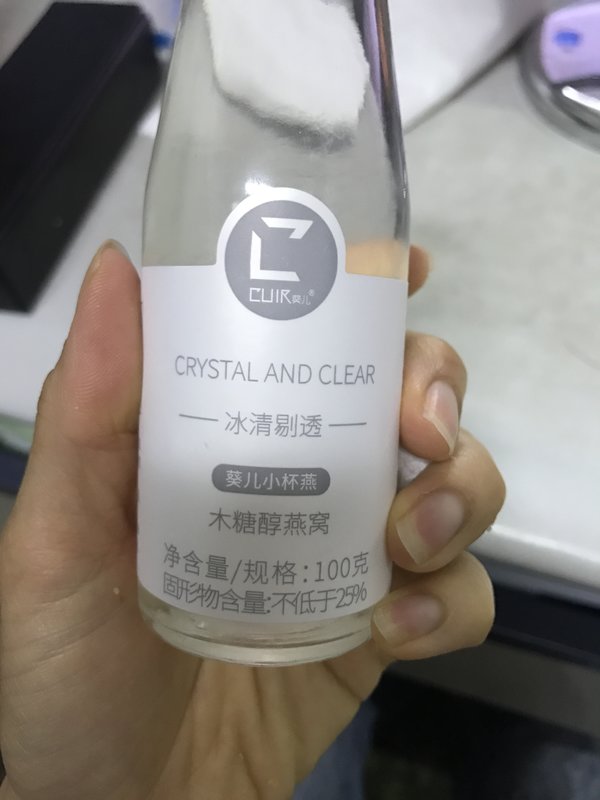 CUIR葵儿®
CRYSTAL AND CLEAR
冰清剔透
葵儿小杯燕
木糖醇燕窝
净含量/规格:100克
固形物含量:不低于25%